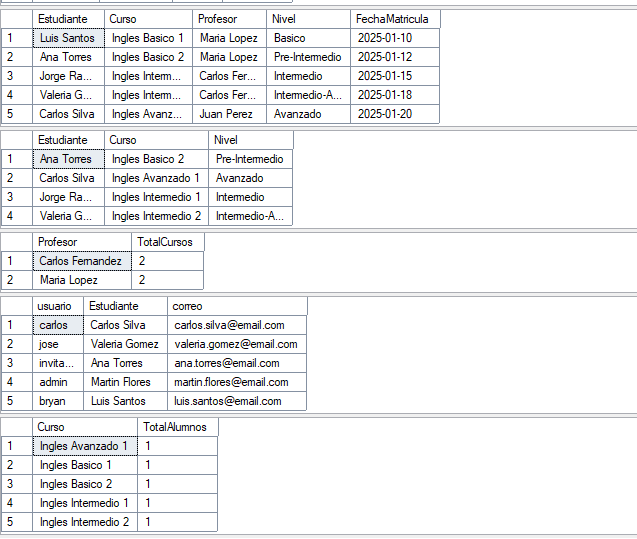 Estudiante Curso Profesor Nivel FechaMatricula
1 Luis Santos Ingles Basico 1 Maria Lopez Basico 2025-01-10
2 Ana Torres Ingles Basico 2 Maria Lopez Pre-Intermedio 2025-01-12
3 Jorge Ra... Ingles Interm... Carlos Fer... Intermedio 2025-01-15
4 Valeria G... Ingles Interm... Carlos Fer... Intermedio-A... 2025-01-18
5 Carlos Silva Ingles Avanz... Juan Perez Avanzado 2025-01-20
Estudiante Curso Nivel
1 Ana Torres Ingles Basico 2 Pre-Intermedio
2 Carlos Silva Ingles Avanzado 1 Avanzado
3 Jorge Ra... Ingles Intermedio 1 Intermedio
4 Valeria G... Ingles Intermedio 2 Intermedio-A...
Profesor TotalCursos
1 Carlos Fernandez 2
2 Maria Lopez 2
usuario Estudiante correo
1 carlos Carlos Silva carlos.silva@email.com
2 jose Valeria Gomez valeria.gomez@email.com
3 invita... Ana Torres ana.torres@email.com
4 admin Martin Flores martin.flores@email.com
5 bryan Luis Santos luis.santos@email.com
Curso TotalAlumnos
1 Ingles Avanzado 1 1
2 Ingles Basico 1 1
3 Ingles Basico 2 1
4 Ingles Intermedio 1 1
5 Ingles Intermedio 2 1